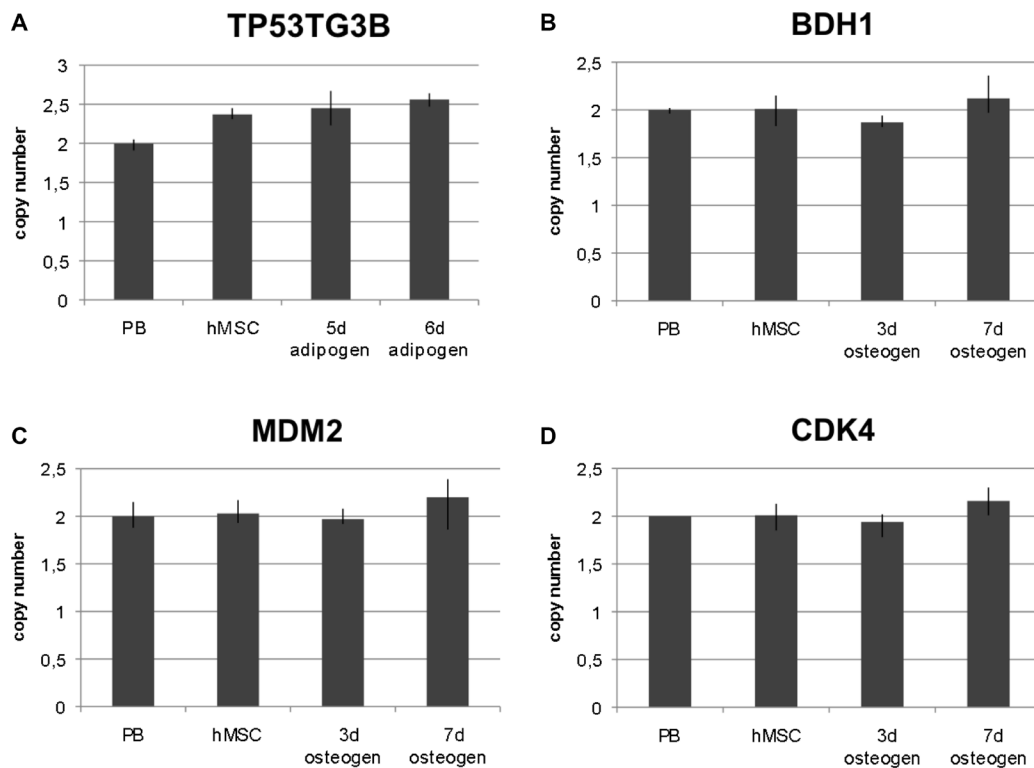 A
TP53TG3B
3
2,5
2
1,5
1
0,5
0
copy number
PB
hMSC
5d
adipogen
6d
adipogen
B
BDH1
2,5
2
1,5
1
0,5
0
copy number
PB
hMSC
3d
osteogen
7d
osteogen
C
MDM2
2,5
2
1,5
1
0,5
0
copy number
PB
hMSC
3d
osteogen
7d
osteogen
D
CDK4
2,5
2
1,5
1
0,5
0
copy number
PB
hMSC
3d
osteogen
7d
osteogen